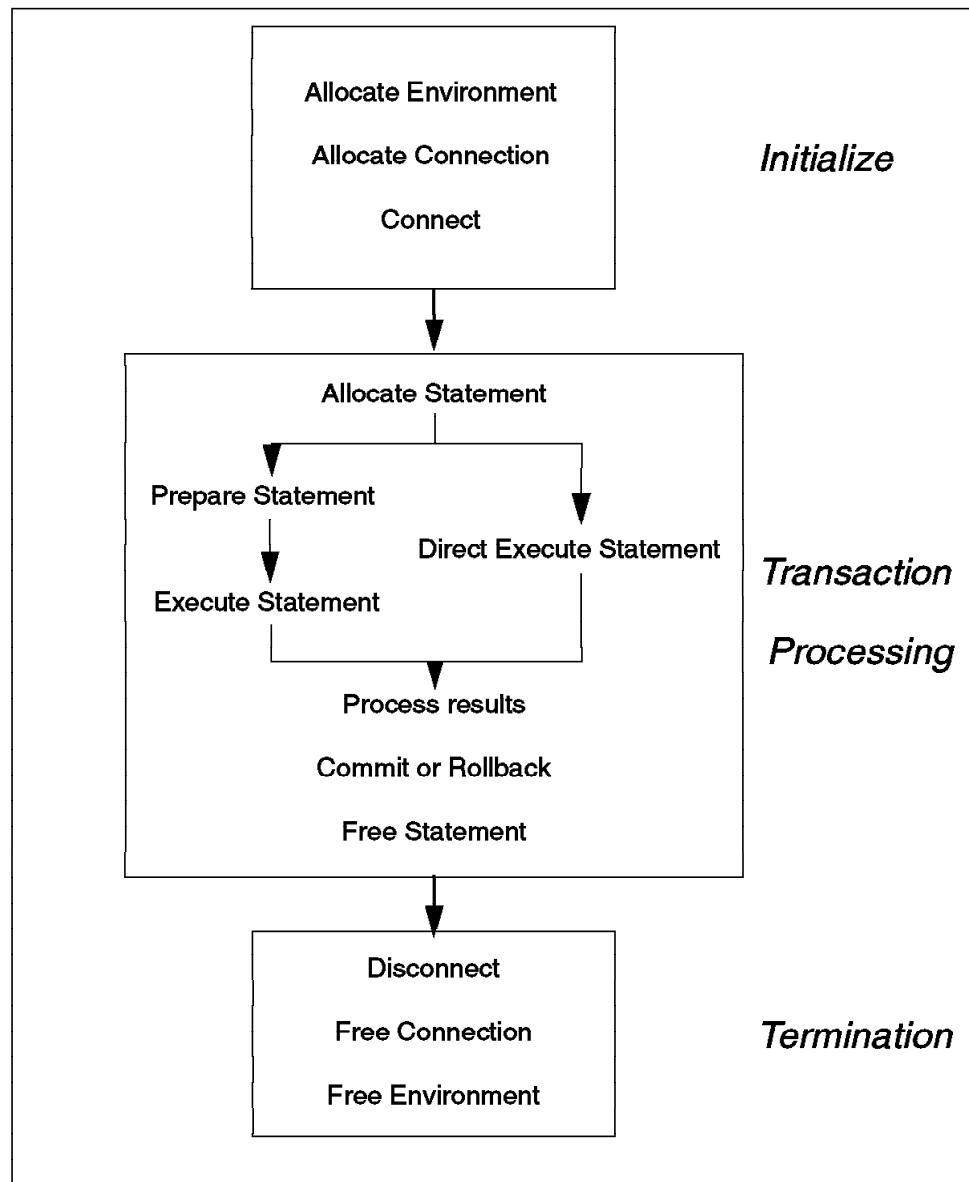 Allocate Environment
Allocate Connection
Initialize
Connect
Allocate Statement
Prepare Statement
Direct Execute Statement
Execute Statement
Transaction
Processing
Process results
Commit or Rollback
Free Statement
Disconnect
Free Connection
Termination
Free Environment